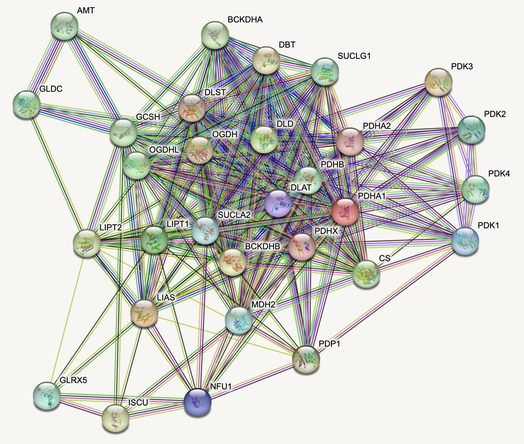 AMT
BCKDHA
DBT
SUCLG1
PDK3
GLDC
DLST
GCSH
PDK2
DLD
PDHA2
OGDH
OGDHL
PDHB
PDK4
DLAT
PDHA1
SUCLA2
LIPT1
LIPT2
PDHX
PDK1
BCKDHB
CS
LIAS
MDH2
PDP1
GLRX5
NFU1
ISCU